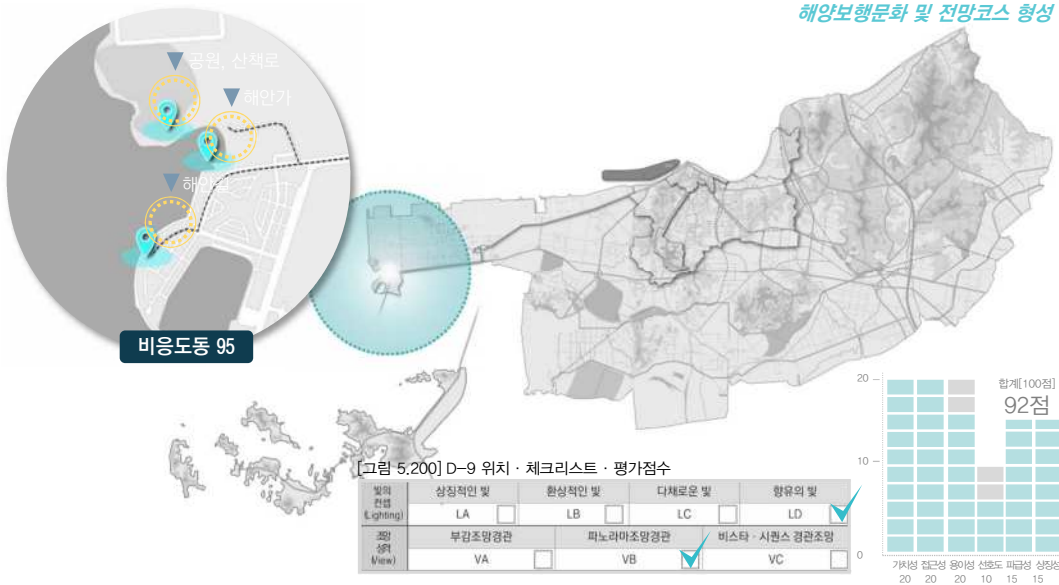 해양보행문화 및 전망코스 형성
공원, 산책로
해안가
비응도동 95
[그림 5.200] D-9 위치 · 체크리스트 · 평가점수
빛의 컨셉 (Lighting) 상징적인 빛 환상적인 빛 다채로운 빛 향유의 빛
LA LB LC LD
조망 성격 (View) 부감조망경관 파노라마조망경관 비스타 · 시퀀스 경관조망
VA VB VC
합계[100점]
92점
20
10
0
가치성 접근성 용이성 선호도 파급성 상징성
20 20 20 10 15 15